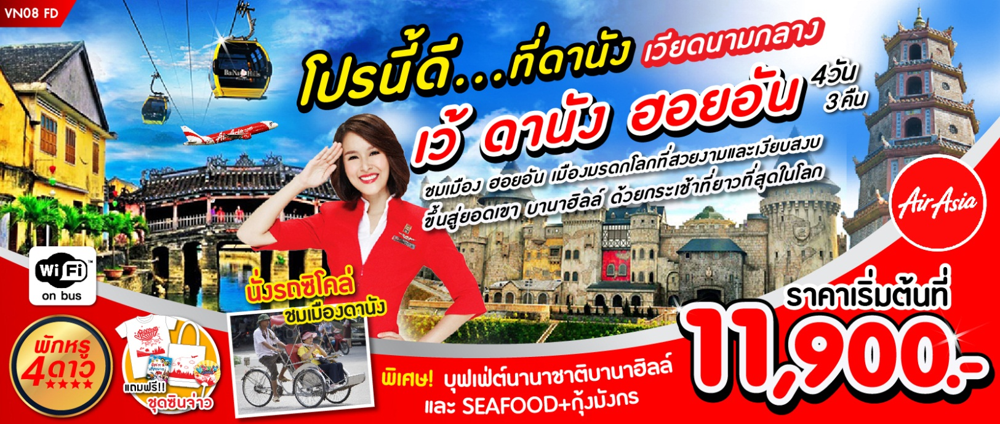 VN08 FD
BaNa Hills
โปรนี้ดี...ที่ดานัง เวียดนามกลาง
เว้ ดานัง ฮอยอัน 4วัน
3คืน
AirAsia.com
ชมเมือง ฮอยอัน เมืองมรดกโลกที่สวยงามและเงียบสงบ
ขึ้นสู่ยอดเขา บานาฮิลล์ ด้วยกระเช้าที่ยาวที่สุดในโลก
AirAsia
WiFi™
on bus
นั่งรถซิโคล่
ชมเมืองดานัง
ราคาเริ่มต้นที่
11,900.-
พักหรู
4ดาว
แถมฟรี!!
ชุดซินจ่าว
พิเศษ! บุฟเฟ่ต์นานาชาติบานาฮิลล์
และ SEAFOOD+กุ้งมังกร